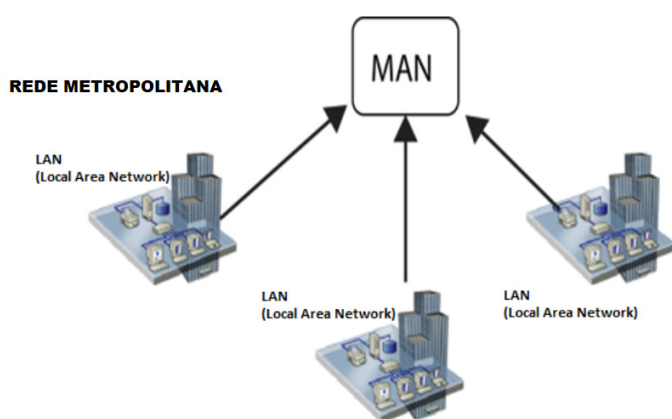 MAN
REDE METROPOLITANA
LAN
(Local Area Network)
LAN
(Local Area Network)
LAN
(Local Area Network)